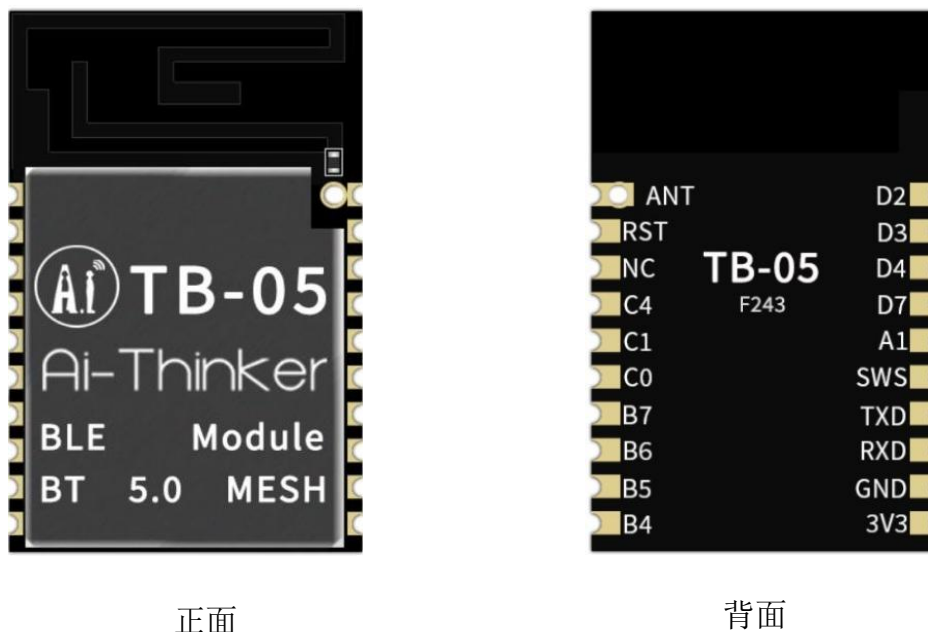 A.i TB-05
Ai-Thinker
BLE Module
BT 5.0 MESH
正面
ANT D2
RST D3
NC TB-05 D4
C4 F243 D7
C1 A1
C0 SWS
B7 TXD
B6 RXD
B5 GND
B4 3V3
背面